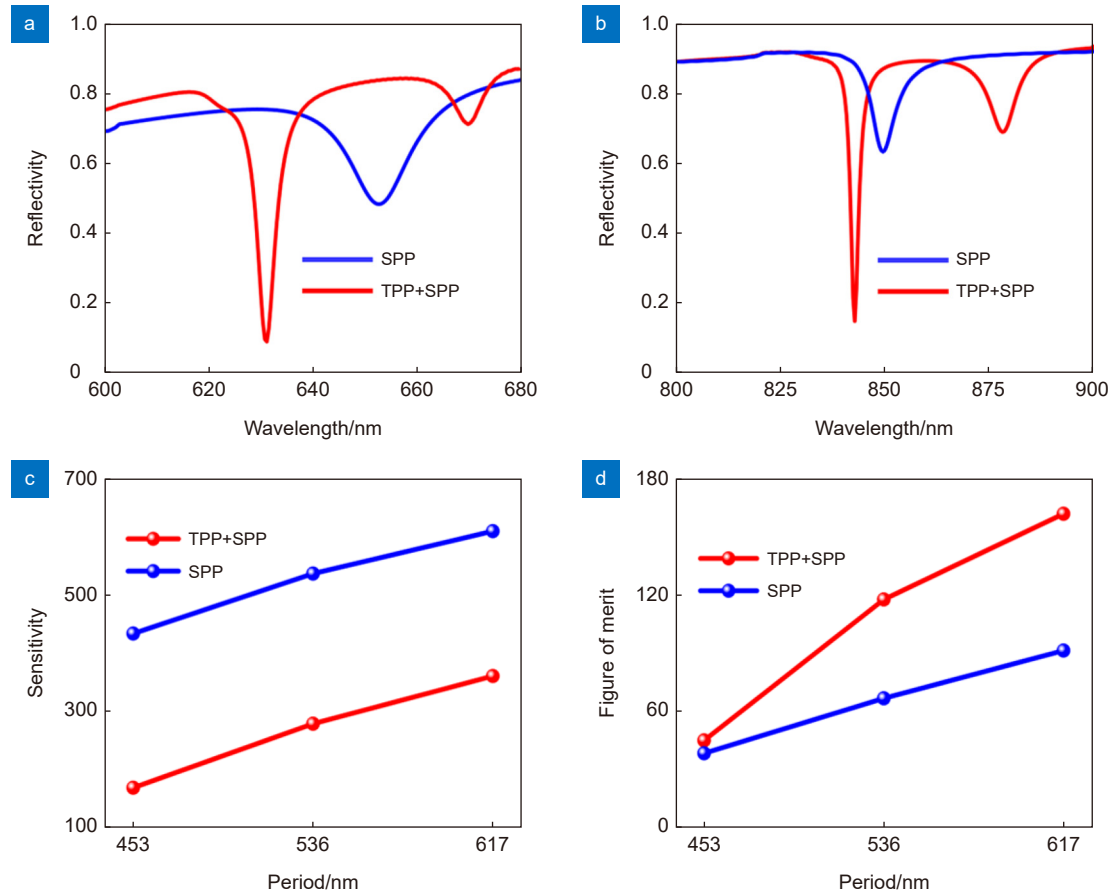 a
1.0
0.8
0.6
0.4
0.2
0
Reflectivity
SPP
TPP+SPP
600 620 640 660 680
Wavelength/nm
b
1.0
0.8
0.6
0.4
0.2
0
Reflectivity
SPP
TPP+SPP
800 825 850 875 900
Wavelength/nm
c
700
500
300
100
Sensitivity
TPP+SPP
SPP
453 536 617
Period/nm
d
180
120
60
0
Figure of merit
TPP+SPP
SPP
453 536 617
Period/nm